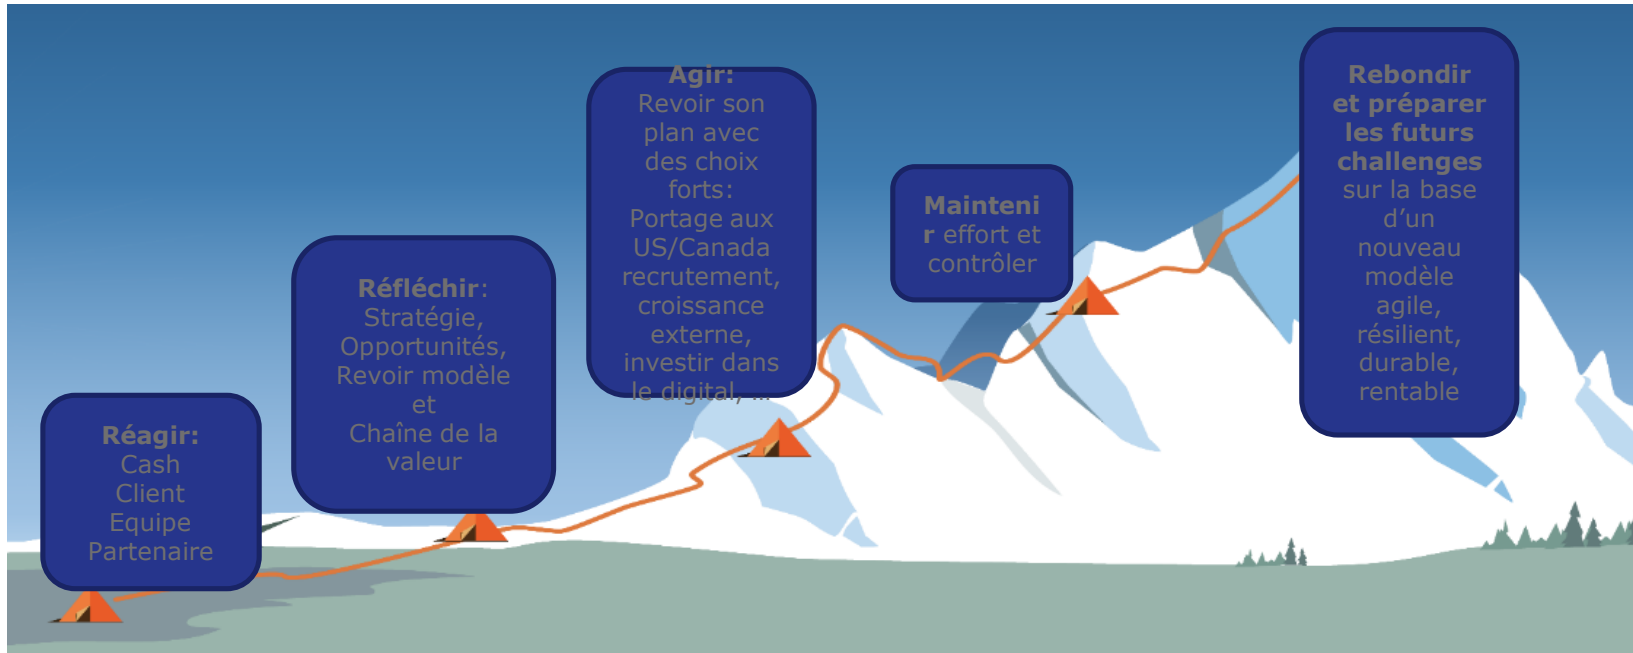 Réagir:
Cash
Client
Equipe
Partenaire
Réfléchir:
Stratégie,
Opportunités,
Revoir modèle
et
Chaîne de la
valeur
Agir:
Revoir son
plan avec
des choix
forts:
Portage aux
US/Canada
recrutement,
croissance
externe,
investir dans
le digital, …
Mainteni
r effort et
contrôler
Rebondir
et préparer
les futurs
challenges
sur la base
d’un
nouveau
modèle
agile,
résilient,
durable,
rentable